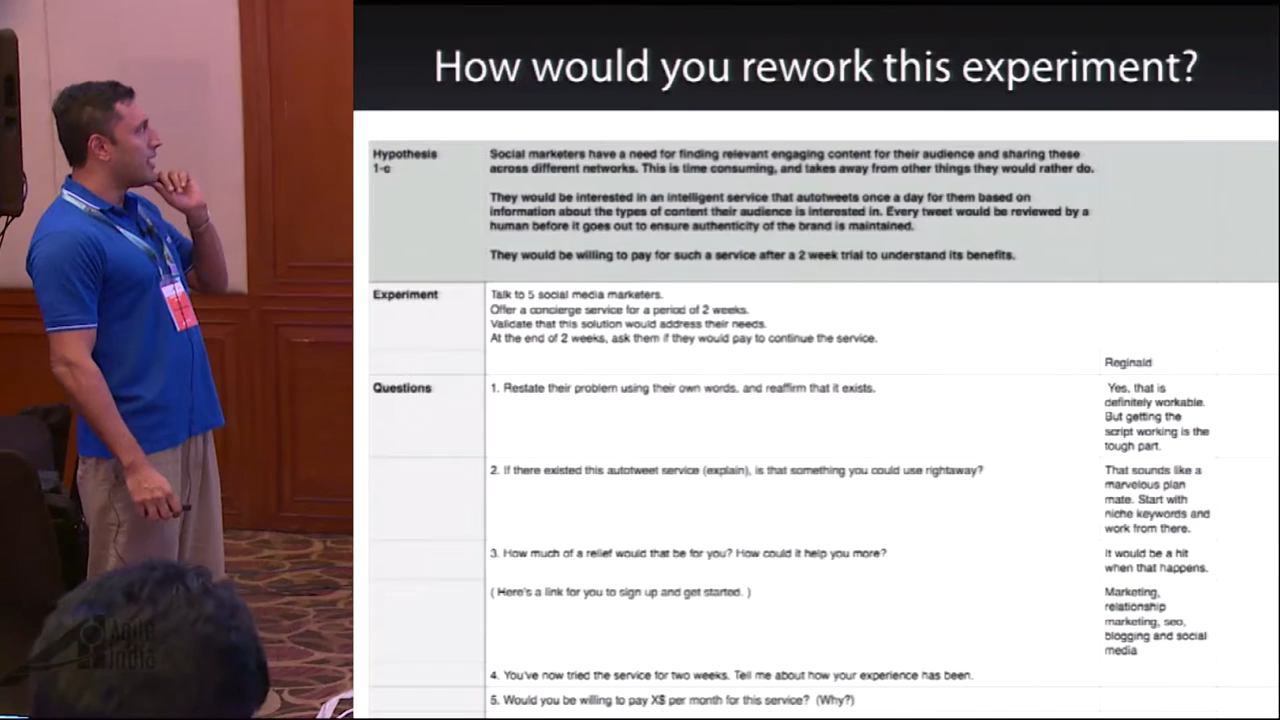 How would you rework this experiment?
Hypothesis
1-c
Social marketers have a need for finding relevant engaging content for their audience and sharing these
across different networks. This is time consuming, and takes away from other things they would rather do.
They would be interested in an intelligent service that autotweets once a day for them based on
information about the types of content their audience is interested in. Every tweet would be reviewed by a
human before it goes out to ensure authenticity of the brand is maintained.
They would be willing to pay for such a service after a 2 week trial to understand its benefits.
Experiment
Talk to 5 social media marketers.
Offer a concierge service for a period of 2 weeks.
Validate that this solution would address their needs.
At the end of 2 weeks, ask them if they would pay to continue the service.
Reginald
Questions
1. Restate their problem using their own words, and reaffirm that it exists.
Yes, that is
definitely workable.
But getting the
script working is the
tough part.
2. If there existed this autotweet service (explain), is that something you could use rightaway?
That sounds like a
marvelous plan
mate. Start with
niche keywords and
work from there.
3. How much of a relief would that be for you? How could it help you more?
It would be a hit
when that happens.
( Here's a link for you to sign up and get started. )
Marketing,
relationship
marketing, seo,
blogging and social
media
4. You've now tried the service for two weeks. Tell me about how your experience has been.
5. Would you be willing to pay X$ per month for this service? (Why?)
Agile
India